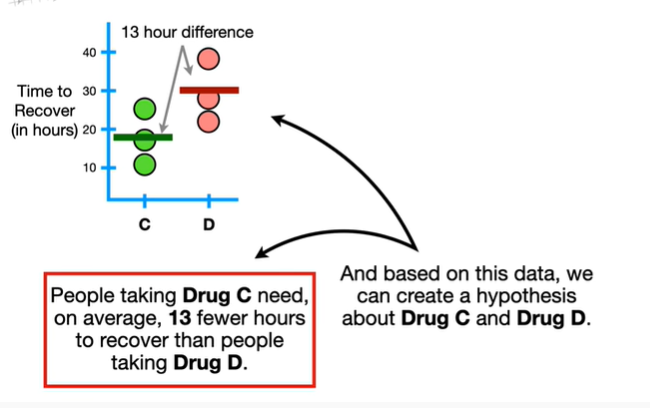 13 hour difference
40
Time to
Recover
(in hours)
30
20
10
C
D
People taking Drug C need,
on average, 13 fewer hours
to recover than people
taking Drug D.
And based on this data, we
can create a hypothesis
about Drug C and Drug D.